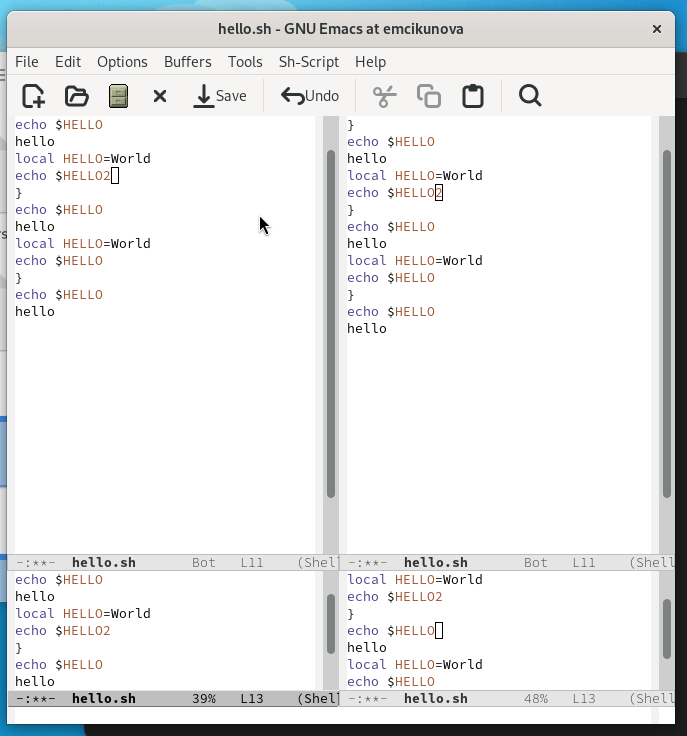 hello.sh - GNU Emacs at emcikunova
File Edit Options Buffers Tools Sh-Script Help
Save Undo
echo $HELLO
hello
local HELLO=World
echo $HELLO2
}
echo $HELLO
hello
local HELLO=World
echo $HELLO
}
echo $HELLO
hello
-:**- hello.sh Bot L11 (Shel
}
echo $HELLO
hello
local HELLO=World
echo $HELLO2
}
echo $HELLO
hello
local HELLO=World
echo $HELLO
}
echo $HELLO
hello
-:**- hello.sh Bot L11 (Shell
echo $HELLO
hello
local HELLO=World
echo $HELLO2
}
echo $HELLO
hello
-:**- hello.sh 39% L13 (Shel
local HELLO=World
echo $HELLO2
}
echo $HELLO
hello
local HELLO=World
echo $HELLO
-:**- hello.sh 48% L13 (Shell